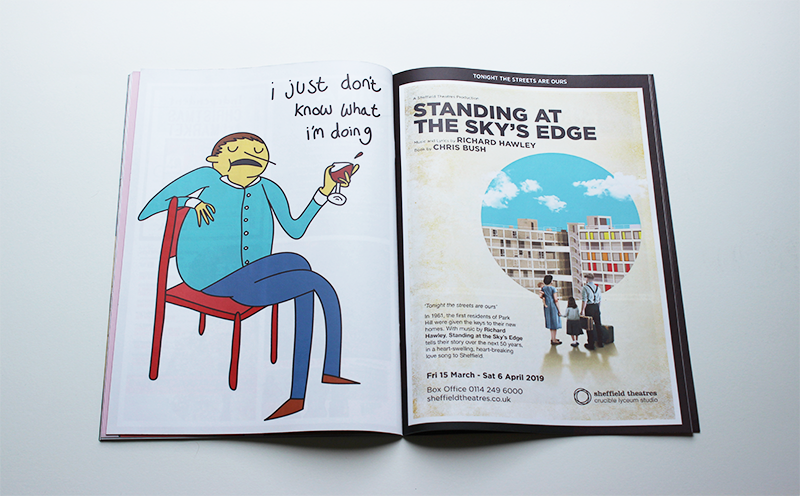 i just don't
know what
i'm doing
TONIGHT THE STREETS ARE OURS
A Sheffield Theatres Production
STANDING AT
THE SKY'S EDGE
Music and Lyrics by RICHARD HAWLEY
Book by CHRIS BUSH
'Tonight the streets are ours'
In 1961, the first residents of Park
Hill were given the keys to their new
homes. With music by Richard
Hawley, Standing at the Sky's Edge
tells their story over the next 50 years,
in a heart-swelling, heart-breaking
love song to Sheffield.
Fri 15 March - Sat 6 April 2019
Box Office 0114 249 6000
sheffieldtheatres.co.uk
sheffield theatres
crucible lyceum studio